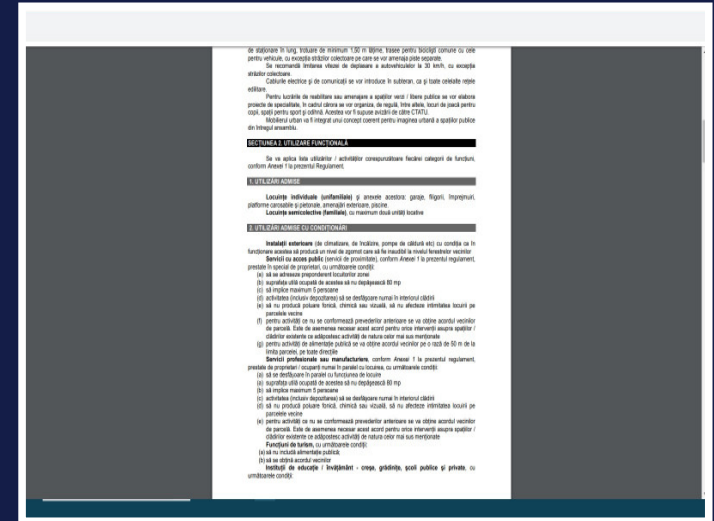 de staționare în lung, trotuare de minimum 1,50 m lățime, trasee pentru bicicliști comune cu cele
pentru vehicule, cu excepția străzilor colectoare pe care se vor amenaja piste separate.
Se recomandă limitarea vitezei de deplasare a autovehiculelor la 30 km/h, cu excepția
străzilor colectoare.
Cablurile electrice și de comunicații se vor introduce în subteran, ca și toate celelalte rețele
edilitare.
Pentru lucrările de reabilitare sau amenajare a spațiilor verzi / libere publice se vor elabora
proiecte de specialitate, în cadrul cărora se vor organiza, de regulă, între altele, locuri de joacă pentru
copii, spații pentru sport și odihnă. Acestea vor fi supuse avizării de către CTATU.
Mobilierul urban va fi integrat unui concept coerent pentru imaginea urbană a spațiilor publice
din întregul ansamblu.
SECȚIUNEA 2. UTILIZARE FUNCȚIONALĂ
Se va aplica lista utilizărilor / activităților corespunzătoare fiecărei categorii de funcțiuni,
conform Anexei 1 la prezentul Regulament.
1. UTILIZĂRI ADMISE
Locuințe individuale (unifamiliale) și anexele acestora: garaje, filigorii, împrejmuiri,
platforme carosabile și pietonale, amenajări exterioare, piscine.
Locuințe semicolective (familiale), cu maximum două unități locative
2. UTILIZĂRI ADMISE CU CONDIȚIONĂRI
Instalații exterioare (de climatizare, de încălzire, pompe de căldură etc) cu condiția ca în
funcționare acestea să producă un nivel de zgomot care să fie inaudibil la nivelul ferestrelor vecinilor
Servicii cu acces public (servicii de proximitate), conform Anexei 1 la prezentul regulament,
prestate în special de proprietari, cu următoarele condiții:
(a) să se adreseze preponderent locuitorilor zonei
(b) suprafața utilă ocupată de acestea să nu depășească 80 mp
(c) să implice maximum 5 persoane
(d) activitatea (inclusiv depozitarea) să se desfășoare numai în interiorul clădirii
(e) să nu producă poluare fonică, chimică sau vizuală, să nu afecteze intimitatea locuirii pe
parcelele vecine
(f) pentru activități ce nu se conformează prevederilor anterioare se va obține acordul vecinilor
de parcelă. Este de asemenea necesar acest acord pentru orice intervenții asupra spațiilor /
clădirilor existente ce adăpostesc activități de natura celor mai sus menționate
(g) pentru activități de alimentație publică se va obține acordul vecinilor pe o rază de 50 m de la
limita parcelei, pe toate direcțiile
Servicii profesionale sau manufacturiere, conform Anexei 1 la prezentul regulament,
prestate de proprietari / ocupanți numai în paralel cu locuirea, cu următoarele condiții:
(a) să se desfășoare în paralel cu funcțiunea de locuire
(a) suprafața utilă ocupată de acestea să nu depășească 80 mp
(b) să implice maximum 5 persoane
(c) activitatea (inclusiv depozitarea) să se desfășoare numai în interiorul clădirii
(d) să nu producă poluare fonică, chimică sau vizuală, să nu afecteze intimitatea locuirii pe
parcelele vecine
(e) pentru activități ce nu se conformează prevederilor anterioare se va obține acordul vecinilor
de parcelă. Este de asemenea necesar acest acord pentru orice intervenții asupra spațiilor /
clădirilor existente ce adăpostesc activități de natura celor mai sus menționate
Funcțiuni de turism, cu următoarele condiții:
(a) să nu includă alimentație publică
(b) să se obțină acordul vecinilor
Instituții de educație / învățământ - creșe, grădinițe, școli publice și private, cu
următoarele condiții: